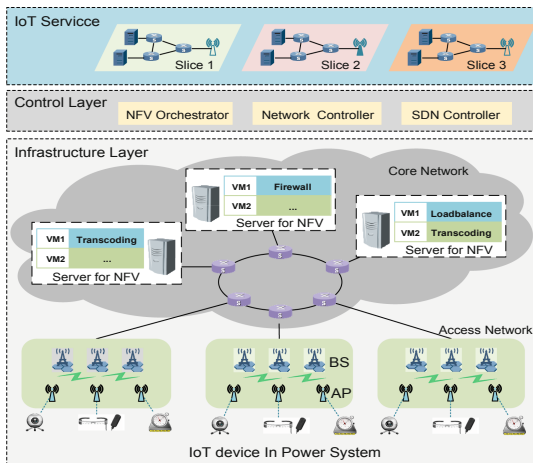 IoT Servicce
Slice 1
Slice 2
Slice 3
Control Layer
NFV Orchestrator
Network Controller
SDN Controller
Infrastructure Layer
Core Network
VM1 Firewall
VM2 ...
Server for NFV
VM1 Transcoding
VM2 ...
Server for NFV
VM1 Loadbalance
VM2 Transcoding
Server for NFV
S S S S S S
Access Network
BS
AP
IoT device In Power System